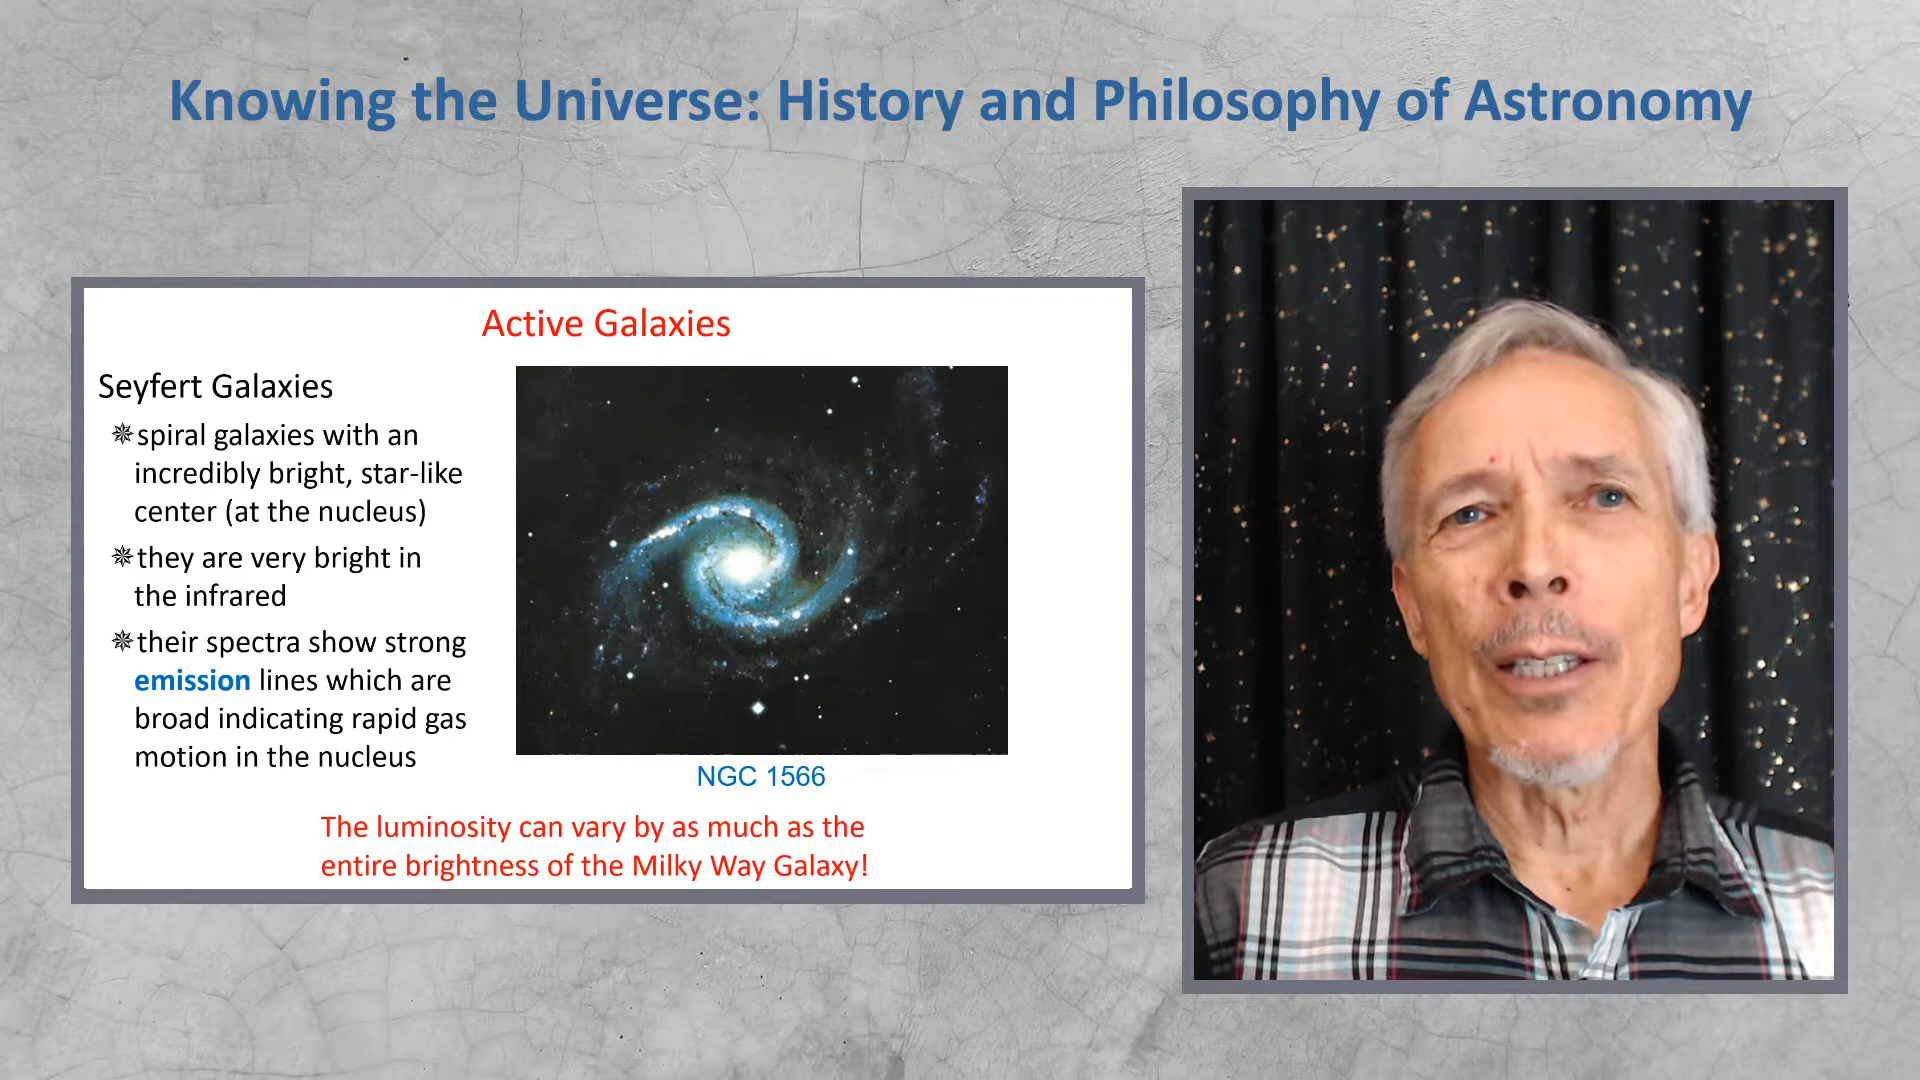 Knowing the Universe: History and Philosophy of Astronomy
Active Galaxies
Seyfert Galaxies
✵spiral galaxies with an
incredibly bright, star-like
center (at the nucleus)
✵they are very bright in
the infrared
✵their spectra show strong
emission lines which are
broad indicating rapid gas
motion in the nucleus
NGC 1566
The luminosity can vary by as much as the
entire brightness of the Milky Way Galaxy!